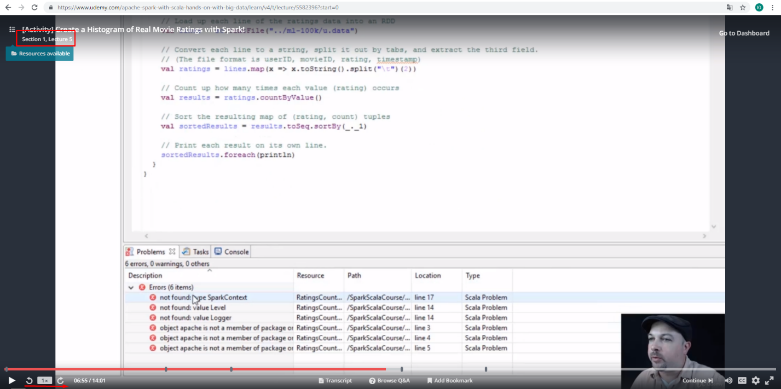 https://www.udemy.com/apache-spark-with-scala-hands-on-with-big-data/learn/v4/t/lecture/5582398?start=0
[Activity] Create a Histogram of Real Movie Ratings with Spark!
Section 1, Lecture 5
Go to Dashboard
Resources available
// Load up each line of the ratings data into an RDD
File("../ml-100k/u.data")
// Convert each line to a string, split it out by tabs, and extract the third field.
// (The file format is userID, movieID, rating, timestamp)
val ratings = lines.map(x => x.toString().split("\t")(2))
// Count up how many times each value (rating) occurs
val results = ratings.countByValue()
// Sort the resulting map of (rating, count) tuples
val sortedResults = results.toSeq.sortBy(_._1)
// Print each result on its own line.
sortedResults.foreach(println)
}
}
Problems Tasks Console
6 errors, 0 warnings, 0 others
Description Resource Path Location Type
Errors (6 items)
not found: type SparkContext RatingsCount... /SparkScalaCourse/... line 17 Scala Problem
not found: value Level RatingsCount... /SparkScalaCourse/... line 14 Scala Problem
not found: value Logger RatingsCount... /SparkScalaCourse/... line 14 Scala Problem
object apache is not a member of package or RatingsCount... /SparkScalaCourse/... line 3 Scala Problem
object apache is not a member of package or RatingsCount... /SparkScalaCourse/... line 4 Scala Problem
object apache is not a member of package or RatingsCount... /SparkScalaCourse/... line 5 Scala Problem
1x 06:55 / 14:01 Transcript Browse Q&A Add Bookmark Continue